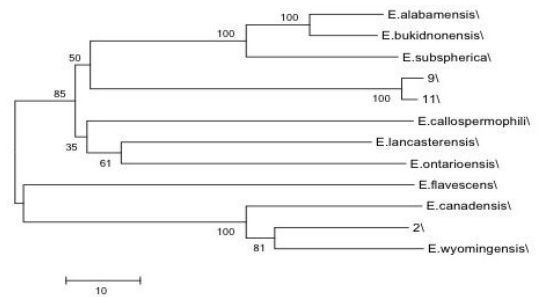 100
E.alabamensis\
E.bukidnonensis\
100
E.subspherica\
50
9\
100
11\
85
E.callospermophili\
35
E.lancasterensis\
61
E.ontarioensis\
E.flavescens\
E.canadensis\
100
2\
81
E.wyomingensis\
10